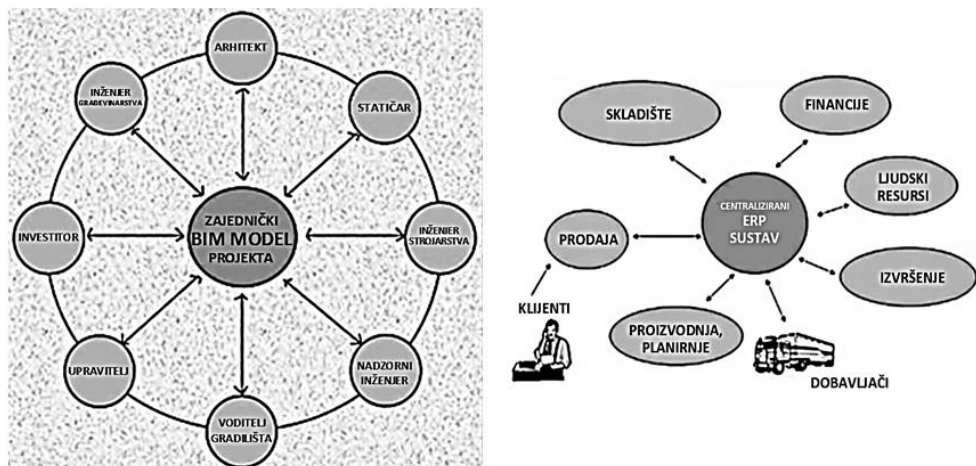 ARHITEKT
STATIČAR
INŽENJER
STROJARSTVA
NADZORNI
INŽENJER
VODITELJ
GRADILIŠTA
UPRAVITELJ
INVESTITOR
INŽENJER
GRAĐEVINARSTVA
ZAJEDNIČKI
BIM MODEL
PROJEKTA
SKLADIŠTE
FINANCIJE
LJUDSKI
RESURSI
CENTRALIZIRANI
ERP
SUSTAV
PRODAJA
IZVRŠENJE
KLIJENTI
PROIZVODNJA,
PLANIRNJE
DOBAVLJAČI